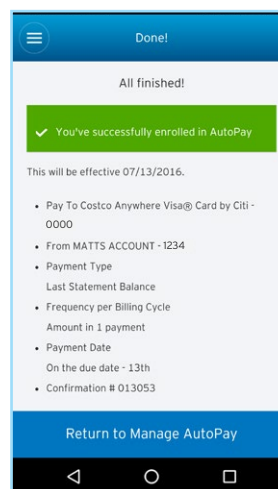 Done!
All finished!
You've successfully enrolled in AutoPay
This will be effective 07/13/2016.
Pay To Costco Anywhere Visa® Card by Citi -
0000
From MATTS ACCOUNT - 1234
Payment Type
Last Statement Balance
Frequency per Billing Cycle
Amount in 1 payment
Payment Date
On the due date - 13th
Confirmation # 013053
Return to Manage AutoPay